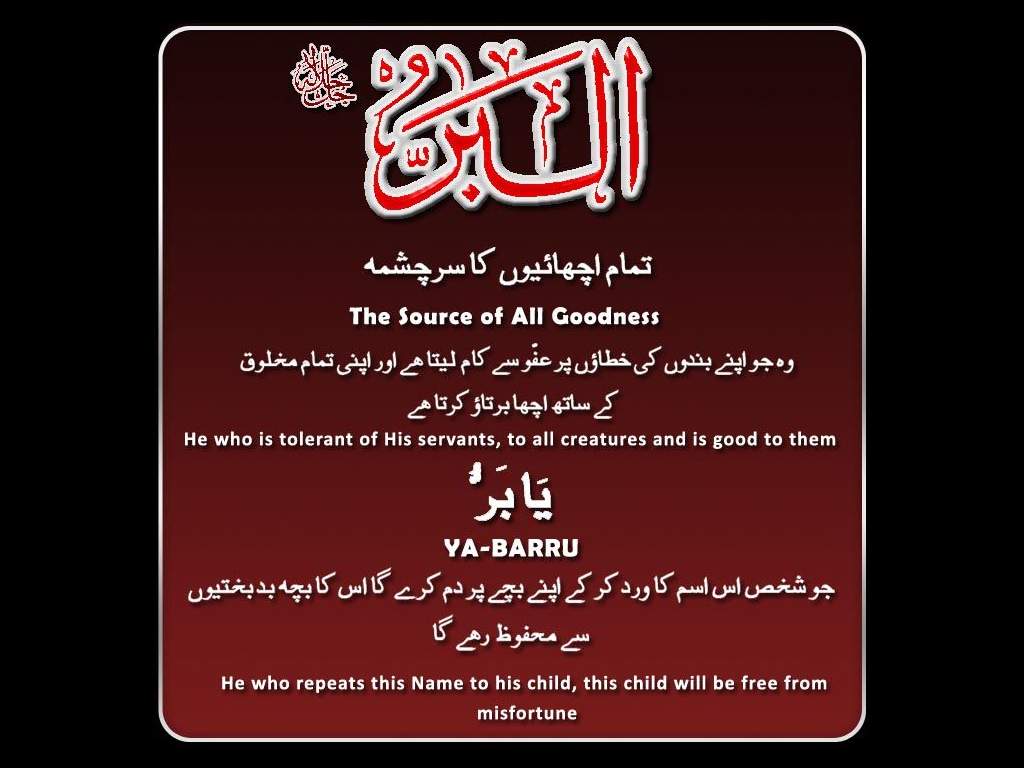 البَرُّ
جل جلالہ
تمام اچھائیوں کا سرچشمہ
The Source of All Goodness
وہ جو اپنے بندوں کی خطاؤں پر عفّو سے کام لیتا ھے اور اپنی تمام مخلوق
کے ساتھ اچھا برتاؤ کرتا ھے
He who is tolerant of His servants, to all creatures and is good to them
يَا بَرُّ
YA-BARRU
جو شخص اس اسم کا ورد کر کے اپنے بچے پر دم کرے گا اس کا بچہ بدبختیوں
سے محفوظ رھے گا
He who repeats this Name to his child, this child will be free from
misfortune